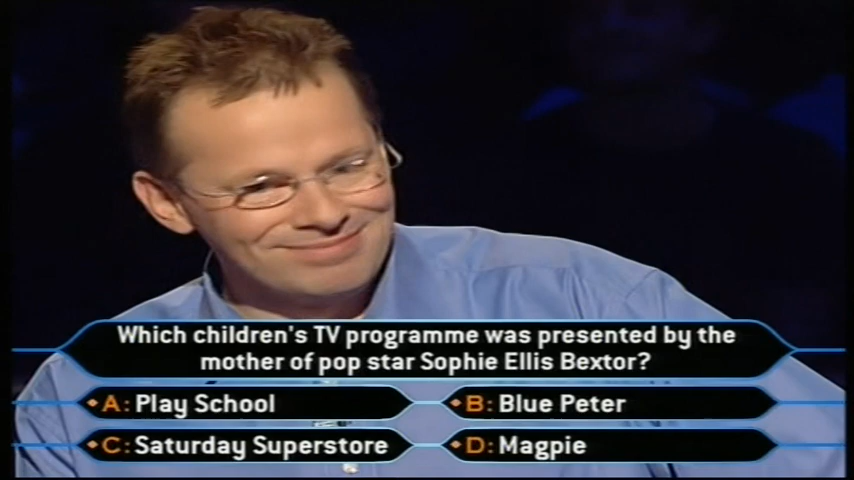 Which children's TV programme was presented by the
mother of pop star Sophie Ellis Bextor?
A: Play School
B: Blue Peter
C: Saturday Superstore
D: Magpie